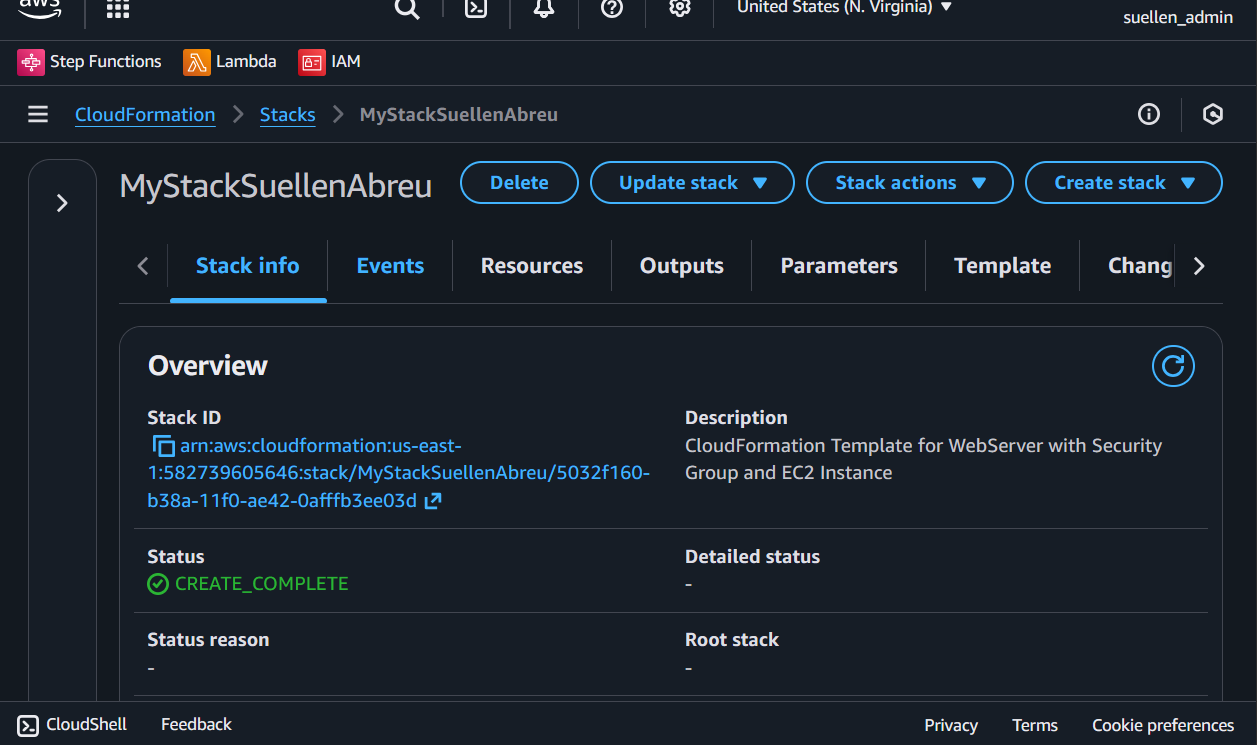 aws
United States (N. Virginia)
suellen_admin
Step Functions
Lambda
IAM
CloudFormation
Stacks
MyStackSuellenAbreu
MyStackSuellenAbreu
Delete
Update stack
Stack actions
Create stack
Stack info
Events
Resources
Outputs
Parameters
Template
Chang
Overview
Stack ID
arn:aws:cloudformation:us-east-
1:582739605646:stack/MyStackSuellenAbreu/5032f160-
b38a-11f0-ae42-0afffb3ee03d
Description
CloudFormation Template for WebServer with Security
Group and EC2 Instance
Status
CREATE_COMPLETE
Detailed status
-
Status reason
-
Root stack
-
CloudShell
Feedback
Privacy
Terms
Cookie preferences